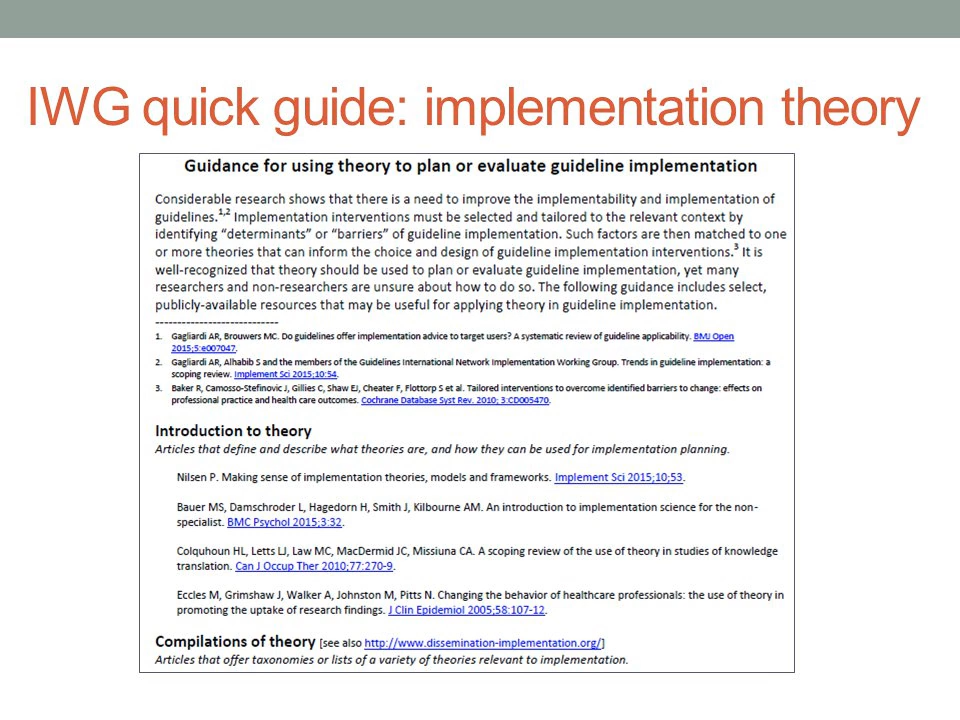 IWG quick guide: implementation theory
Guidance for using theory to plan or evaluate guideline implementation
Considerable research shows that there is a need to improve the implementability and implementation of
guidelines.1,2 Implementation interventions must be selected and tailored to the relevant context by
identifying “determinants” or “barriers” of guideline implementation. Such factors are then matched to one
or more theories that can inform the choice and design of guideline implementation interventions.3 It is
well-recognized that theory should be used to plan or evaluate guideline implementation, yet many
researchers and non-researchers are unsure about how to do so. The following guidance includes select,
publicly-available resources that may be useful for applying theory in guideline implementation.
----------------------------
1. Gagliardi AR, Brouwers MC. Do guidelines offer implementation advice to target users? A systematic review of guideline applicability. BMJ Open
2015;5:e007047.
2. Gagliardi AR, Alhabib S and the members of the Guidelines International Network Implementation Working Group. Trends in guideline implementation: a
scoping review. Implement Sci 2015;10:54.
3. Baker R, Camosso-Stefinovic J, Gillies C, Shaw EJ, Cheater F, Flottorp S et al. Tailored interventions to overcome identified barriers to change: effects on
professional practice and health care outcomes. Cochrane Database Syst Rev. 2010; 3:CD005470.
Introduction to theory
Articles that define and describe what theories are, and how they can be used for implementation planning.
Nilsen P. Making sense of implementation theories, models and frameworks. Implement Sci 2015;10;53.
Bauer MS, Damschroder L, Hagedorn H, Smith J, Kilbourne AM. An introduction to implementation science for the non-
specialist. BMC Psychol 2015;3:32.
Colquhoun HL, Letts LJ, Law MC, MacDermid JC, Missiuna CA. A scoping review of the use of theory in studies of knowledge
translation. Can J Occup Ther 2010;77:270-9.
Eccles M, Grimshaw J, Walker A, Johnston M, Pitts N. Changing the behavior of healthcare professionals: the use of theory in
promoting the uptake of research findings. J Clin Epidemiol 2005;58:107-12.
Compilations of theory [see also http://www.dissemination-implementation.org/]
Articles that offer taxonomies or lists of a variety of theories relevant to implementation.